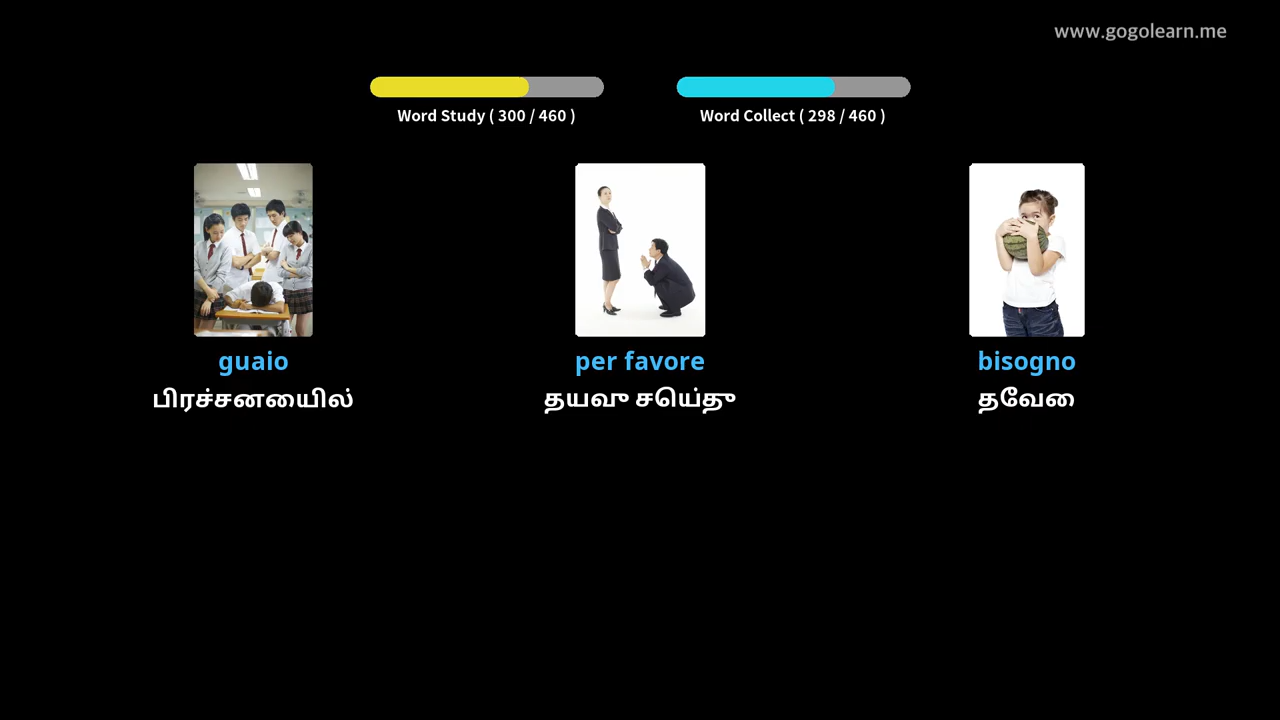 www.gogolearn.me
Word Study ( 300 / 460 )
Word Collect ( 298 / 460 )
guaio
per favore
bisogno
பிரச்சனையில்
தயவு செய்து
தேவை